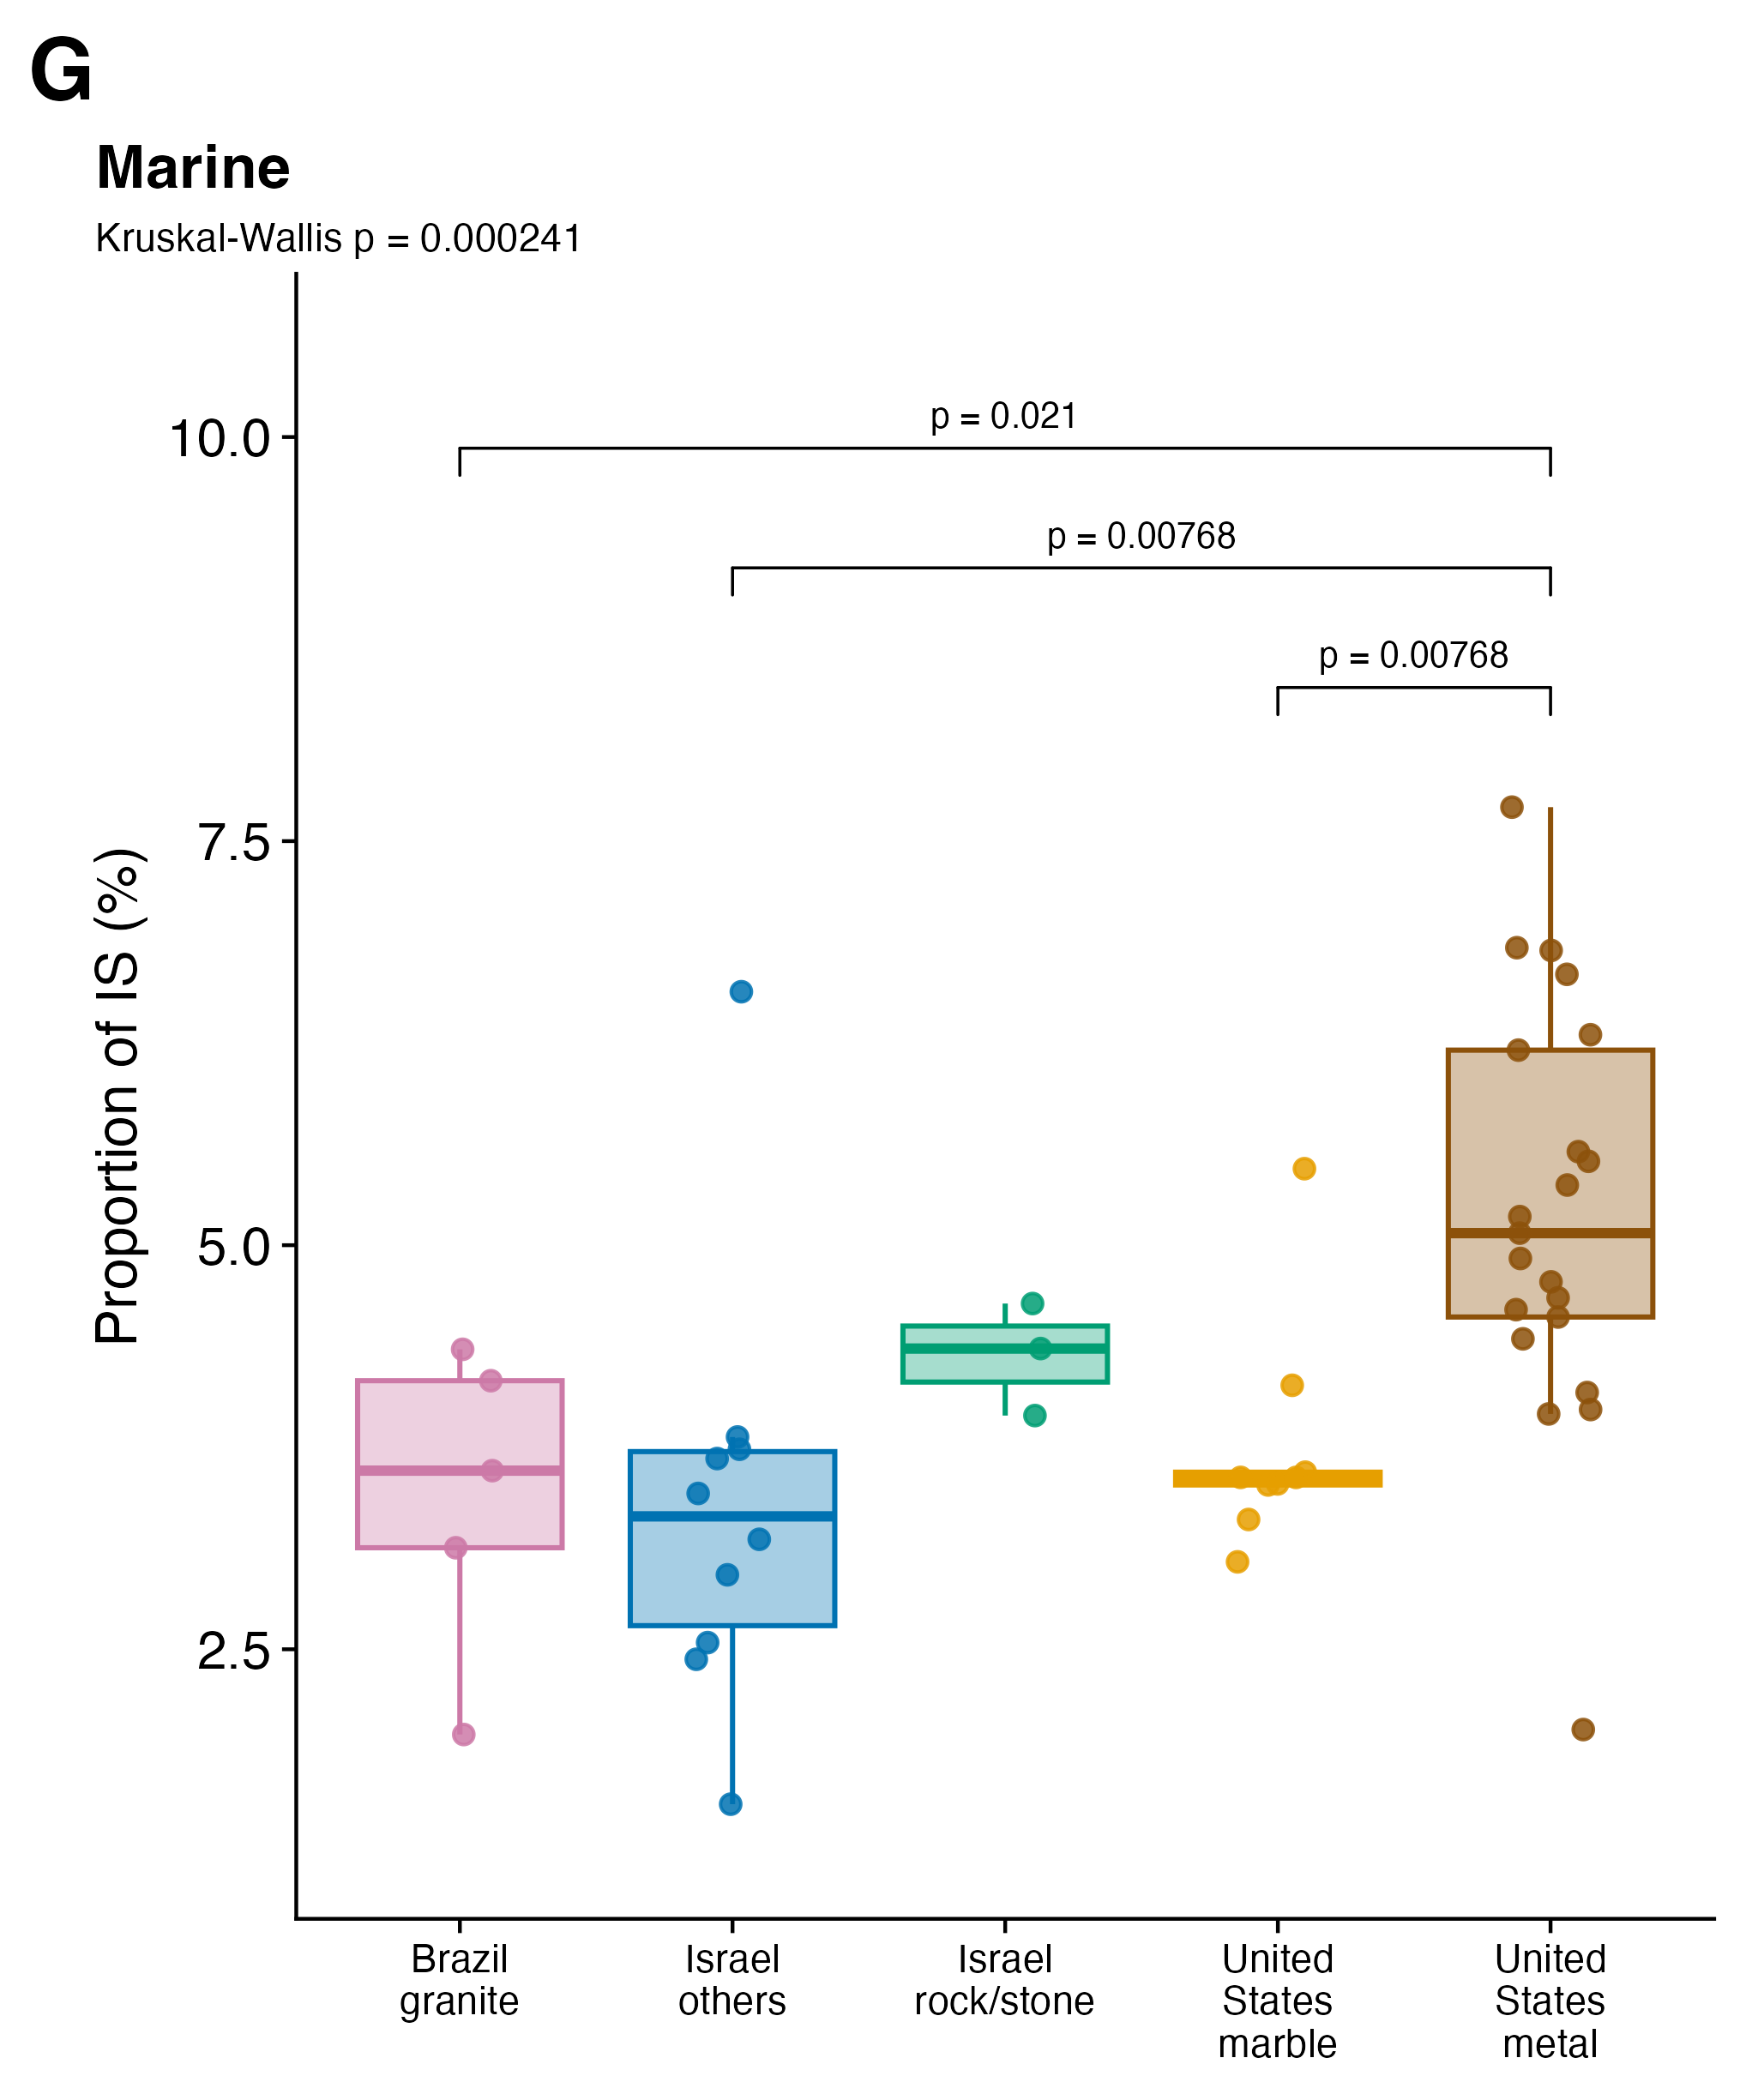 G
Marine
Kruskal-Wallis p = 0.000241
p = 0.021
10.0
p = 0.00768
p = 0.00768
7.5
Proportion of IS (%)
5.0
2.5
Brazil
granite
Israel
others
Israel
rock/stone
United
States
marble
United
States
metal